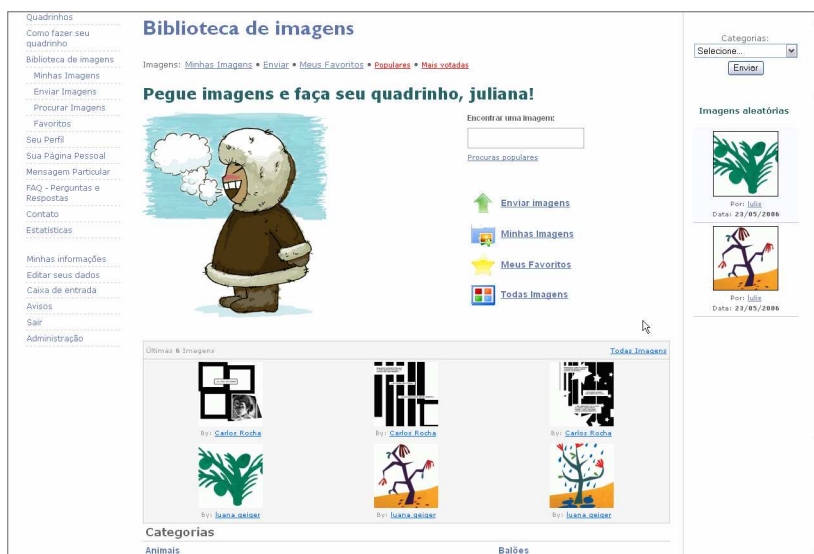 Quadrinhos
Como fazer seu
quadrinho
Biblioteca de imagens
Minhas Imagens
Enviar Imagens
Procurar Imagens
Favoritos
Seu Perfil
Sua Página Pessoal
Mensagem Particular
FAQ - Perguntas e
Respostas
Contato
Estatísticas
Minhas informações
Editar seus dados
Caixa de entrada
Avisos
Sair
Administração
Biblioteca de imagens
Imagens: Minhas Imagens • Enviar • Meus Favoritos • Populares • Mais votadas
Pegue imagens e faça seu quadrinho, juliana!
Encontrar uma imagem:
Procuras populares
Enviar imagens
Minhas Imagens
Meus Favoritos
Todas Imagens
Últimas 6 Imagens
Todas Imagens
By: Carlos Rocha
By: Carlos Rocha
By: Carlos Rocha
By: luana geiger
By: luana geiger
By: luana geiger
Categorias
Animais
Balões
Categorias:
Selecione...
Enviar
Imagens aleatórias
Por:
Data: 23/05/2006
Por:
Data: 23/05/2006